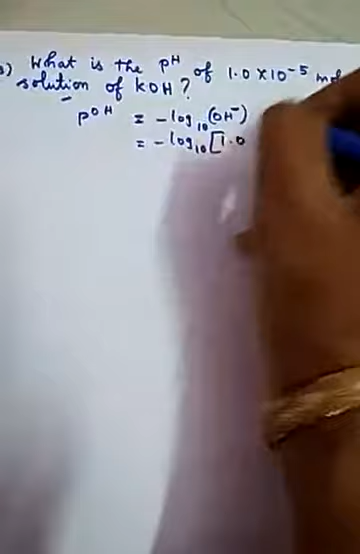 ) What is the pH of 1.0 x 10-5
solution of KOH?
pOH = -log10(OH-)
= -log10[1.0